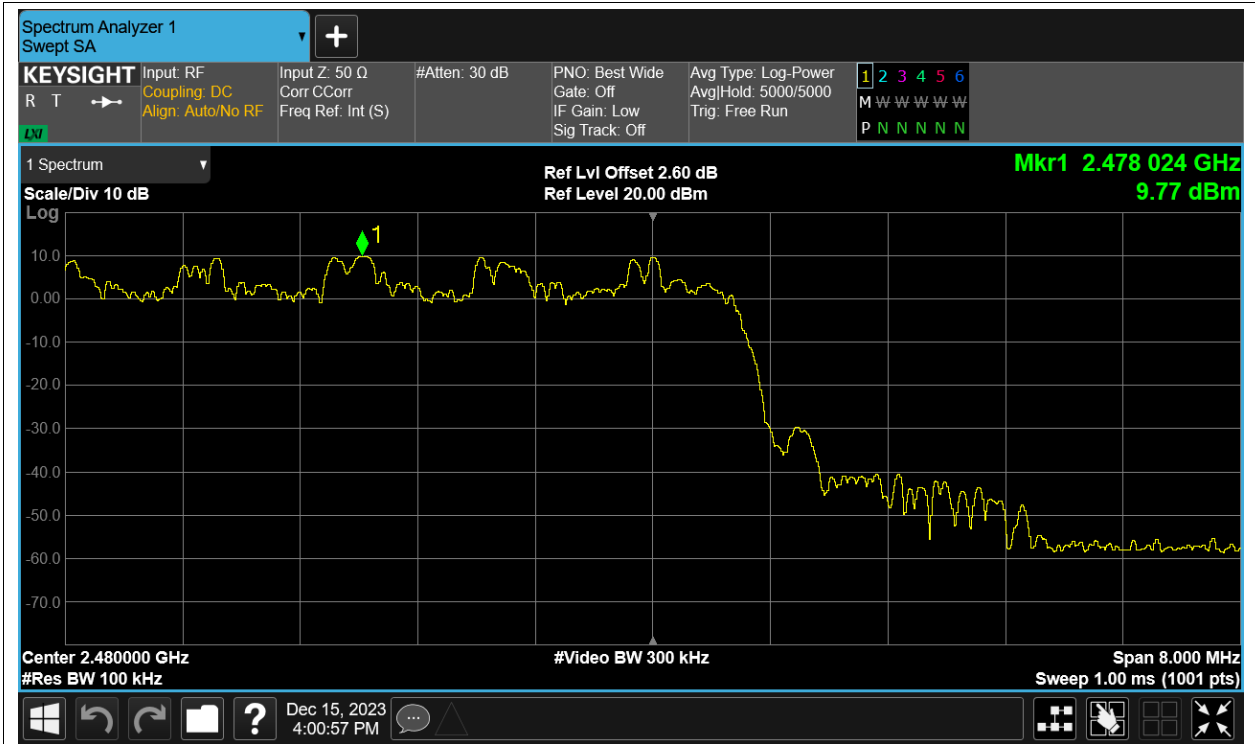 Spectrum Analyzer 1
Swept SA
KEYSIGHT
R T
LXI
Input: RF
Coupling: DC
Align: Auto/No RF
Input Z: 50 Ω
Corr CCorr
Freq Ref: Int (S)
#Atten: 30 dB
PNO: Best Wide
Gate: Off
IF Gain: Low
Sig Track: Off
Avg Type: Log-Power
Avg|Hold: 5000/5000
Trig: Free Run
1 2 3 4 5 6
M W W W W W
P N N N N N
1 Spectrum
Scale/Div 10 dB
Log
Ref Lvl Offset 2.60 dB
Ref Level 20.00 dBm
Mkr1 2.478 024 GHz
9.77 dBm
1
10.0
0.00
-10.0
-20.0
-30.0
-40.0
-50.0
-60.0
-70.0
Center 2.480000 GHz
#Video BW 300 kHz
Span 8.000 MHz
#Res BW 100 kHz
Sweep 1.00 ms (1001 pts)
?
Dec 15, 2023
4:00:57 PM